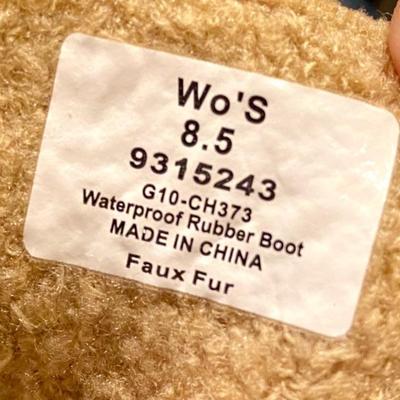 Wo'S
8.5
9315243
G10-CH373
Waterproof Rubber Boot
MADE IN CHINA
Faux Fur